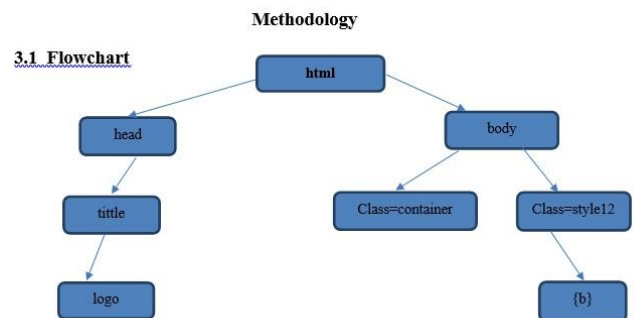 Methodology
3.1 Flowchart
html
head
body
tittle
Class=container
Class=style12
logo
{b}